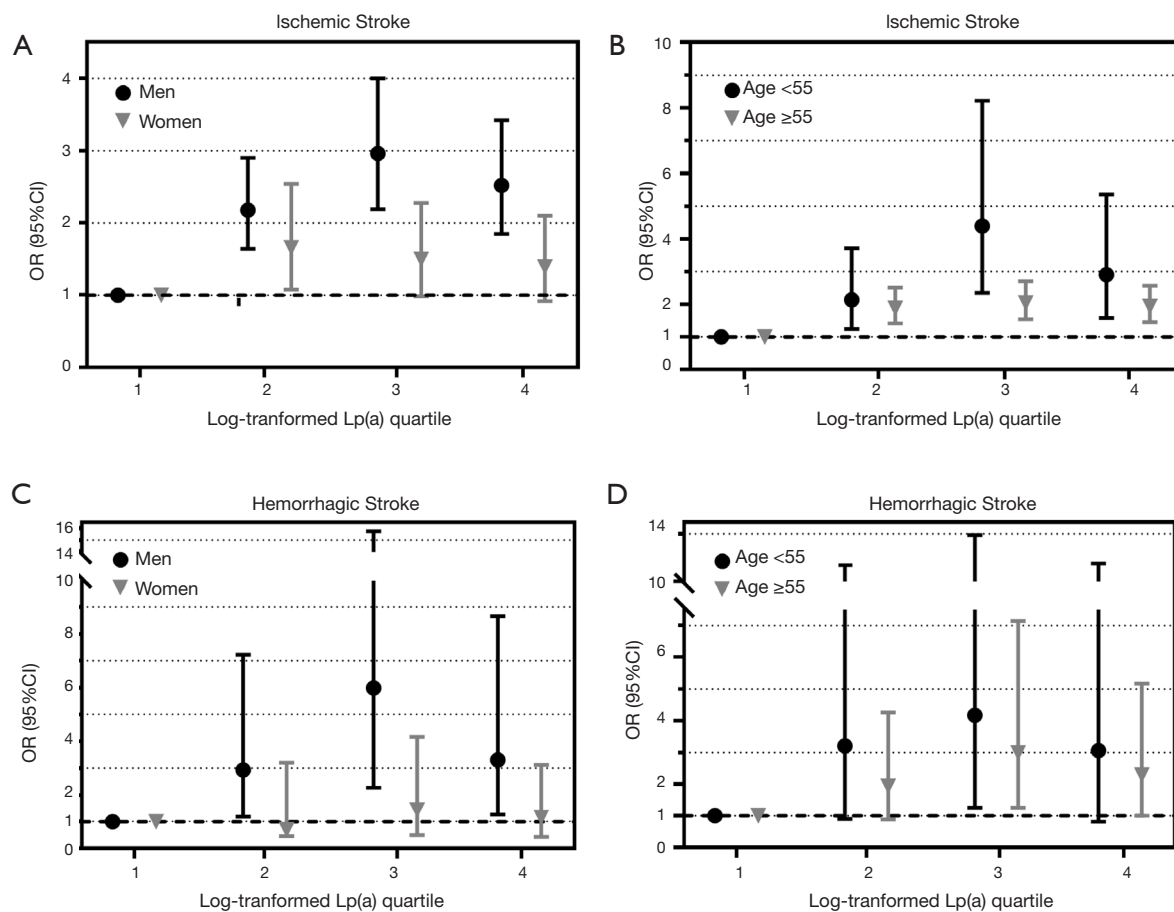 A
Ischemic Stroke
OR (95%CI)
4
3
2
1
0
Men
Women
1 2 3 4
Log-tranformed Lp(a) quartile
B
Ischemic Stroke
OR (95%CI)
10
8
6
4
2
1
0
Age <55
Age ≥55
1 2 3 4
Log-tranformed Lp(a) quartile
C
Hemorrhagic Stroke
OR (95%CI)
16
14
10
8
6
4
2
1
0
Men
Women
1 2 3 4
Log-tranformed Lp(a) quartile
D
Hemorrhagic Stroke
OR (95%CI)
14
10
6
4
2
1
0
Age <55
Age ≥55
1 2 3 4
Log-tranformed Lp(a) quartile